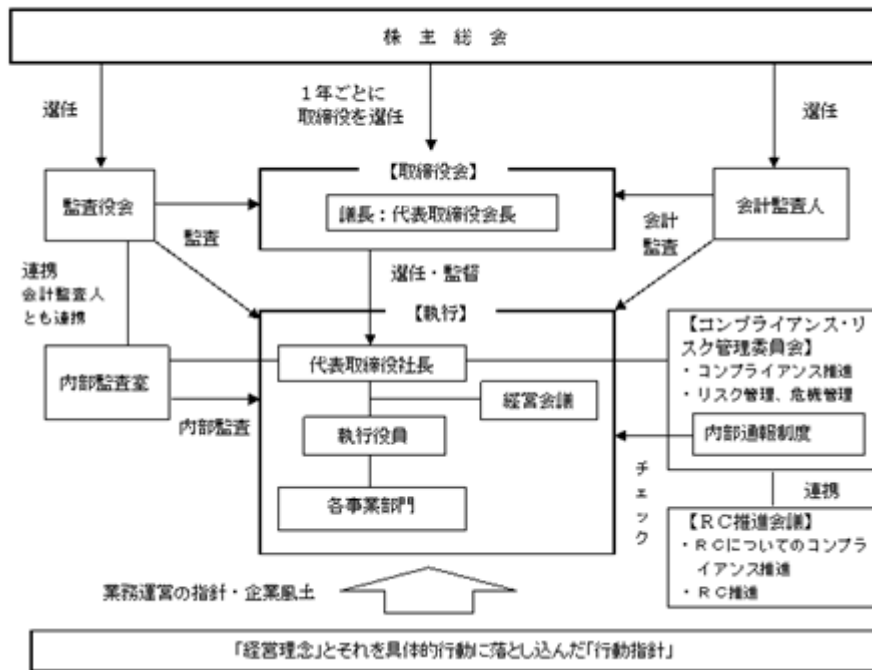 株主総会
選任
1年ごとに
取締役を選任
選任
【取締役会】
監査役会
議長：代表取締役会長
会計監査人
監査
会計
監査
選任・監督
連携
会計監査人
とも連携
【執行】
【コンプライアンス・リ
スク管理委員会】
・コンプライアンス推進
・リスク管理、危機管理
内部通報制度
内部監査室
代表取締役社長
経営会議
内部監査
執行役員
チェック
各事業部門
連携
【RC推進会議】
・RCについてのコンプラ
イアンス推進
・RC推進
業務運営の指針・企業風土
「経営理念」とそれを具体的行動に落とし込んだ「行動指針」